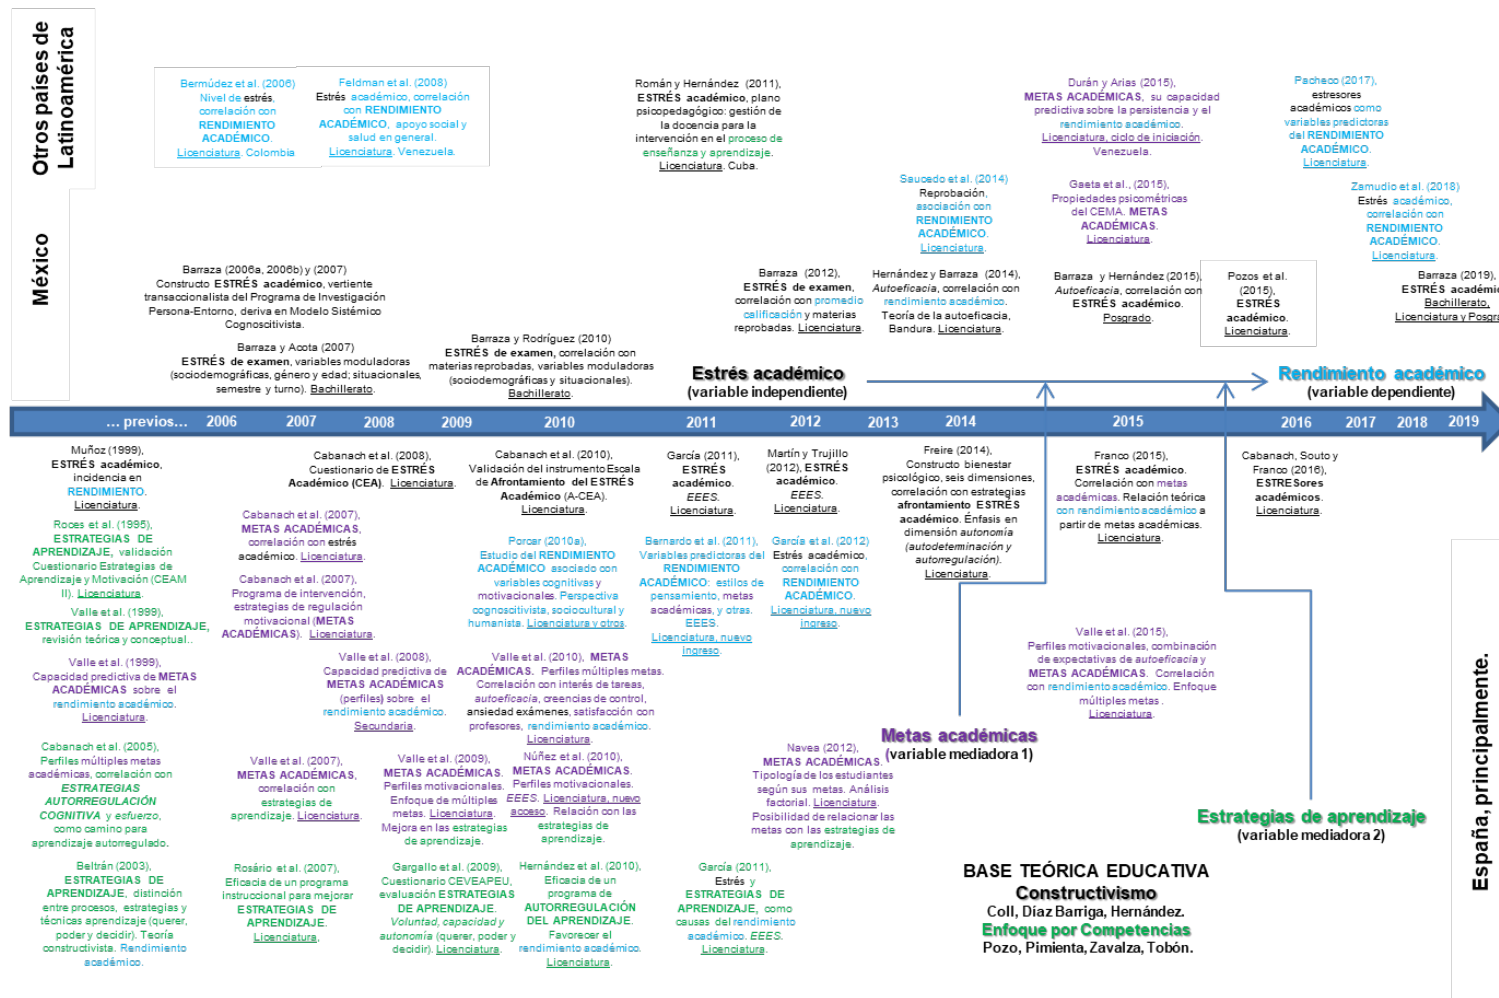 Otros países de
Latinoamérica
Bermúdez et al. (2006)
Nivel de estrés,
correlación con
RENDIMIENTO
ACADÉMICO.
Licenciatura. Colombia
Feldman et al. (2008)
Estrés académico, correlación
con RENDIMIENTO
ACADÉMICO, apoyo social y
salud en general.
Licenciatura. Venezuela.
Román y Hernández (2011),
ESTRÉS académico, plano
psicopedagógico: gestión de
la docencia para la
intervención en el proceso de
enseñanza y aprendizaje.
Licenciatura. Cuba.
Durán y Arias (2015),
METAS ACADÉMICAS, su capacidad
predictiva sobre la persistencia y el
rendimiento académico.
Licenciatura, ciclo de iniciación.
Venezuela.
Pacheco (2017),
estresores
académicos como
variables predictoras
del RENDIMIENTO
ACADÉMICO.
Licenciatura.
México
Saucedo et al. (2014)
Reprobación,
asociación con
RENDIMIENTO
ACADÉMICO.
Licenciatura.
Gaeta et al., (2015),
Propiedades psicométricas
del CEMA. METAS
ACADÉMICAS.
Licenciatura.
Zamudio et al. (2018)
Estrés académico,
correlación con
RENDIMIENTO
ACADÉMICO.
Licenciatura.
Barraza (2006a, 2006b) y (2007)
Constructo ESTRÉS académico, vertiente
transaccionalista del Programa de Investigación
Persona-Entorno, deriva en Modelo Sistémico
Cognoscitivista.
Barraza y Acota (2007)
ESTRÉS de examen, variables moduladoras
(sociodemográficas, género y edad; situacionales,
semestre y turno). Bachillerato.
Barraza y Rodríguez (2010)
ESTRÉS de examen, correlación con
materias reprobadas, variables moduladoras
(sociodemográficas y situacionales).
Bachillerato.
Barraza (2012),
ESTRÉS de examen,
correlación con promedio
calificación y materias
reprobadas. Licenciatura.
Hernández y Barraza (2014),
Autoeficacia, correlación con
rendimiento académico.
Teoría de la autoeficacia,
Bandura. Licenciatura.
Barraza y Hernández (2015),
Autoeficacia, correlación con
ESTRÉS académico.
Posgrado.
Pozos et al.
(2015),
ESTRÉS
académico.
Licenciatura.
Barraza (2019),
ESTRÉS académic
Bachillerato,
Licenciatura y Posgra
Estrés académico
(variable independiente)
Rendimiento académico
(variable dependiente)
... previos... 2006 2007 2008 2009 2010 2011 2012 2013 2014 2015 2016 2017 2018 2019
Muñoz (1999),
ESTRÉS académico,
incidencia en
RENDIMIENTO.
Licenciatura.
Cabanach et al. (2008),
Cuestionario de ESTRÉS
Académico (CEA). Licenciatura.
Cabanach et al. (2010),
Validación del instrumento Escala
de Afrontamiento del ESTRÉS
Académico (A-CEA).
Licenciatura.
García (2011),
ESTRÉS
académico.
EEES.
Licenciatura.
Martín y Trujillo
(2012), ESTRÉS
académico.
EEES.
Licenciatura.
Freire (2014),
Constructo bienestar
psicológico, seis dimensiones,
correlación con estrategias
afrontamiento ESTRÉS
académico. Énfasis en
dimensión autonomía
(autodeterminación y
autorregulación).
Licenciatura.
Franco (2015),
ESTRÉS académico.
Correlación con metas
académicas. Relación teórica
con rendimiento académico a
partir de metas académicas.
Licenciatura.
Cabanach, Souto y
Franco (2016),
ESTRESores
académicos.
Licenciatura.
Roces et al. (1995),
ESTRATEGIAS DE
APRENDIZAJE, validación
Cuestionario Estrategias de
Aprendizaje y Motivación (CEAM
II). Licenciatura.
Cabanach et al. (2007),
METAS ACADÉMICAS,
correlación con estrés
académico. Licenciatura.
Porcar (2010a),
Estudio del RENDIMIENTO
ACADÉMICO asociado con
variables cognitivas y
motivacionales. Perspectiva
cognoscitivista, sociocultural y
humanista. Licenciatura y otros.
Bernardo et al. (2011),
Variables predictoras del
RENDIMIENTO
ACADÉMICO: estilos de
pensamiento, metas
académicas, y otras.
EEES.
Licenciatura, nuevo
ingreso.
García et al. (2012)
Estrés académico,
correlación con
RENDIMIENTO
ACADÉMICO.
Licenciatura, nuevo
ingreso.
Valle et al. (1999),
ESTRATEGIAS DE APRENDIZAJE,
revisión teórica y conceptual..
Cabanach et al. (2007),
Programa de intervención,
estrategias de regulación
motivacional (METAS
ACADÉMICAS). Licenciatura.
Valle et al. (1999),
Capacidad predictiva de METAS
ACADÉMICAS sobre el
rendimiento académico.
Licenciatura.
Valle et al. (2008),
Capacidad predictiva de
METAS ACADÉMICAS
(perfiles) sobre el
rendimiento académico.
Secundaria.
Valle et al. (2010), METAS
ACADÉMICAS. Perfiles múltiples metas.
Correlación con interés de tareas,
autoeficacia, creencias de control,
ansiedad exámenes, satisfacción con
profesores, rendimiento académico.
Licenciatura.
Valle et al. (2015),
Perfiles motivacionales, combinación
de expectativas de autoeficacia y
METAS ACADÉMICAS. Correlación
con rendimiento académico. Enfoque
múltiples metas.
Licenciatura.
España, principalmente.
Metas académicas
(variable mediadora 1)
Cabanach et al. (2005),
Perfiles múltiples metas
académicas, correlación con
ESTRATEGIAS
AUTORREGULACIÓN
COGNITIVA y esfuerzo,
como camino para
aprendizaje autorregulado.
Valle et al. (2007),
METAS ACADÉMICAS,
correlación con
estrategias de
aprendizaje. Licenciatura.
Valle et al. (2009),
METAS ACADÉMICAS.
Perfiles motivacionales.
Enfoque de múltiples
metas. Licenciatura.
Mejora en las estrategias
de aprendizaje.
Núñez et al. (2010),
METAS ACADÉMICAS.
Perfiles motivacionales.
EEES. Licenciatura, nuevo
acceso. Relación con las
estrategias de
aprendizaje.
Navea (2012),
METAS ACADÉMICAS.
Tipología de los estudiantes
según sus metas. Análisis
factorial. Licenciatura.
Posibilidad de relacionar las
metas con las estrategias de
aprendizaje.
Estrategias de aprendizaje
(variable mediadora 2)
Beltrán (2003),
ESTRATEGIAS DE
APRENDIZAJE, distinción
entre procesos, estrategias y
técnicas aprendizaje (querer,
poder y decidir). Teoría
constructivista. Rendimiento
académico.
Rosário et al. (2007),
Eficacia de un programa
instruccional para mejorar
ESTRATEGIAS DE
APRENDIZAJE.
Licenciatura,
Gargallo et al. (2009),
Cuestionario CEVEAPEU,
evaluación ESTRATEGIAS
DE APRENDIZAJE.
Voluntad, capacidad y
autonomía (querer, poder y
decidir). Licenciatura.
Hernández et al. (2010),
Eficacia de un
programa de
AUTORREGULACIÓN
DEL APRENDIZAJE.
Favorecer el
rendimiento académico.
Licenciatura.
García (2011),
Estrés y
ESTRATEGIAS DE
APRENDIZAJE, como
causas del rendimiento
académico. EEES.
Licenciatura.
BASE TEÓRICA EDUCATIVA
Constructivismo
Coll, Díaz Barriga, Hernández.
Enfoque por Competencias
Pozo, Pimienta, Zavalza, Tobón.